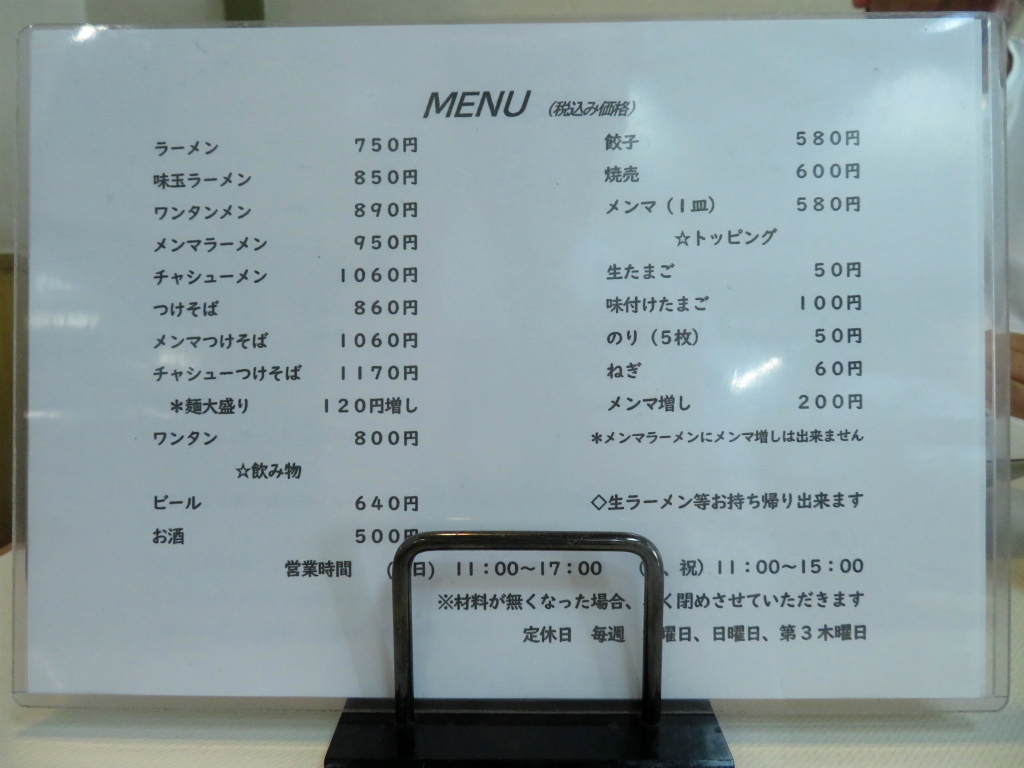 MENU (税込み価格)
ラーメン 750円
味玉ラーメン 850円
ワンタンメン 890円
メンマラーメン 950円
チャシューメン 1060円
つけそば 860円
メンマつけそば 1060円
チャシューつけそば 1170円
*麺大盛り 120円増し
ワンタン 800円
☆飲み物
ビール 640円
お酒 500円
餃子 580円
焼売 600円
メンマ(1皿) 580円
☆トッピング
生たまご 50円
味付けたまご 100円
のり(5枚) 50円
ねぎ 60円
メンマ増し 200円
*メンマラーメンにメンマ増しは出来ません
◇生ラーメン等お持ち帰り出来ます
営業時間 ( 日) 11:00～17:00 ( 、祝) 11:00～15:00
※材料が無くなった場合、 く閉めさせていただきます
定休日 毎週 曜日、日曜日、第3木曜日